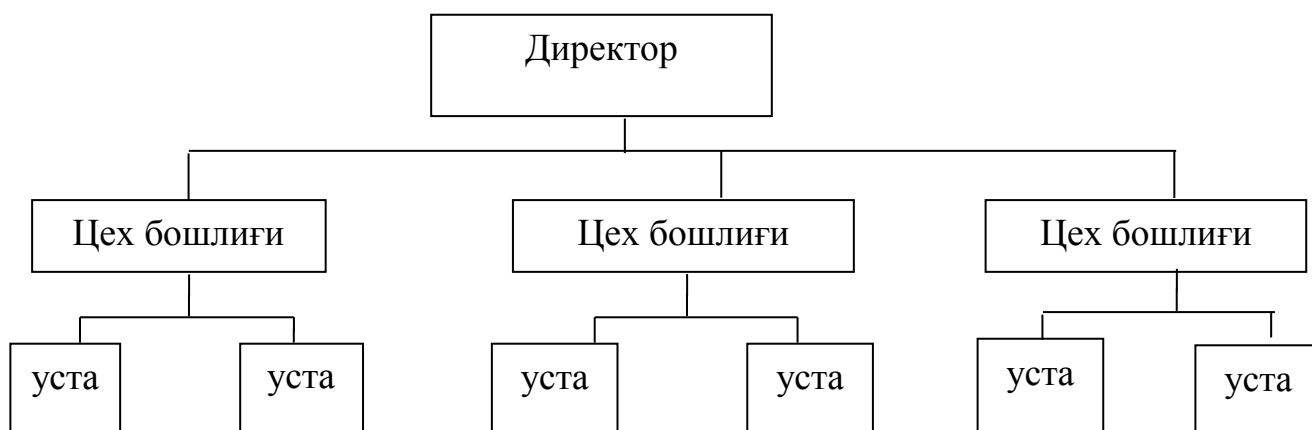 Директор
Цех бошлиғи
Цех бошлиғи
Цех бошлиғи
уста
уста
уста
уста
уста
уста